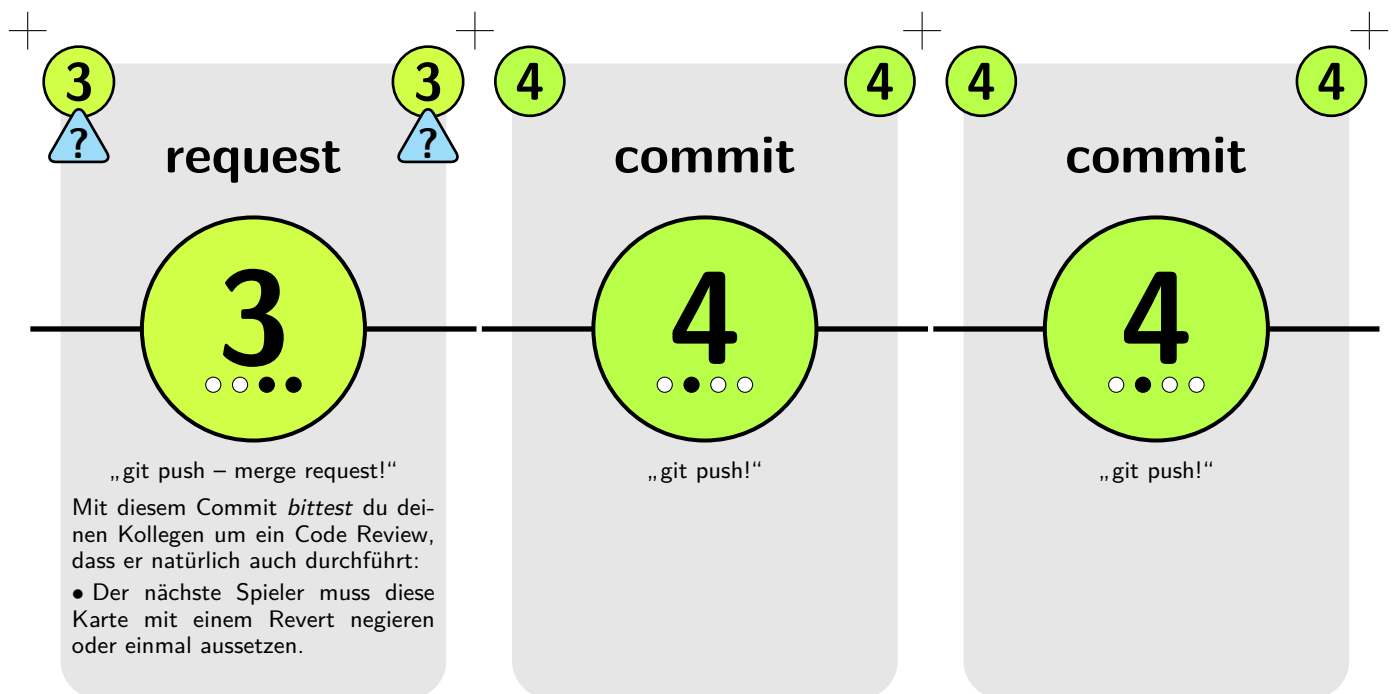 3 3 4 4 4 4
? ?
request commit commit
3 4 4
„git push – merge request!“ „git push!“ „git push!“
Mit diesem Commit bittest du dei-
nen Kollegen um ein Code Review,
dass er natürlich auch durchführt:
• Der nächste Spieler muss diese
Karte mit einem Revert negieren
oder einmal aussetzen.